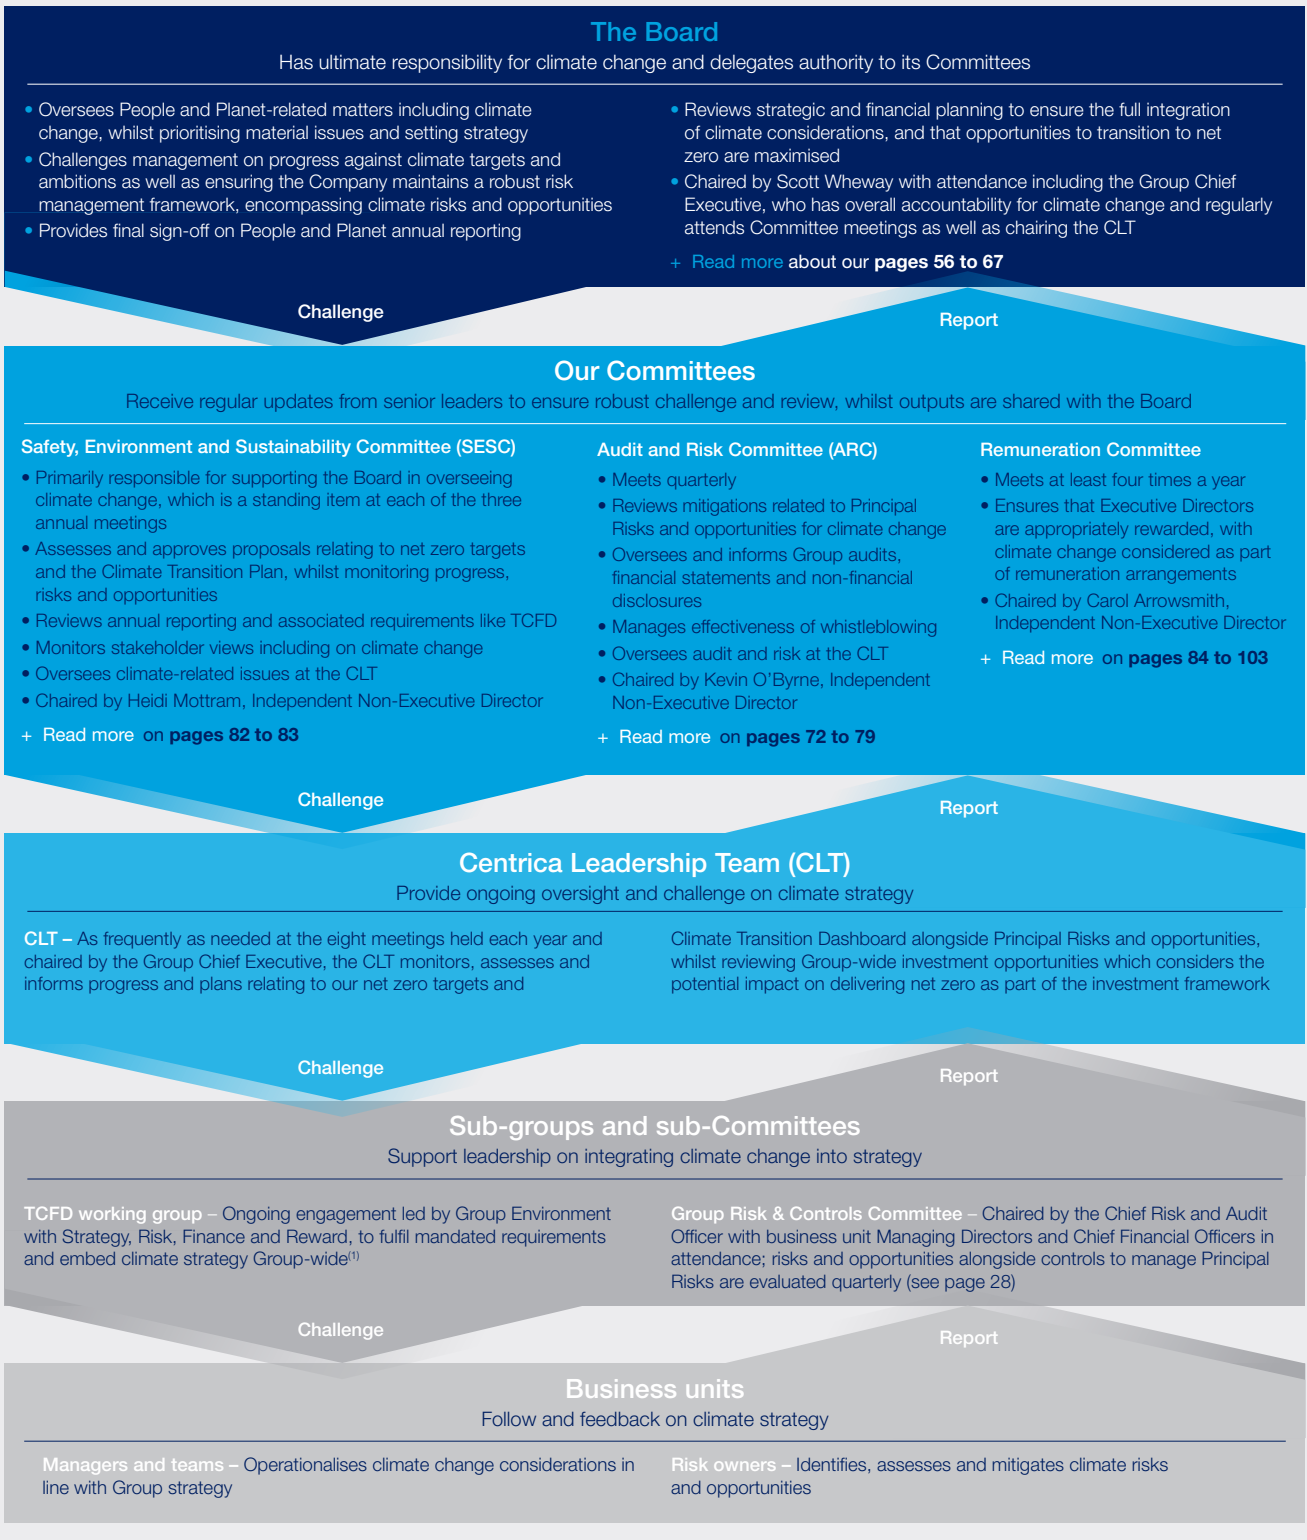 The Board
Has ultimate responsibility for climate change and delegates authority to its Committees
• Oversees People and Planet-related matters including climate
change, whilst prioritising material issues and setting strategy
• Challenges management on progress against climate targets and
ambitions as well as ensuring the Company maintains a robust risk
management framework, encompassing climate risks and opportunities
• Provides final sign-off on People and Planet annual reporting
• Reviews strategic and financial planning to ensure the full integration
of climate considerations, and that opportunities to transition to net
zero are maximised
• Chaired by Scott Wheway with attendance including the Group Chief
Executive, who has overall accountability for climate change and regularly
attends Committee meetings as well as chairing the CLT
+ Read more about our pages 56 to 67
Challenge
Report
Our Committees
Receive regular updates from senior leaders to ensure robust challenge and review, whilst outputs are shared with the Board
Safety, Environment and Sustainability Committee (SESC)
• Primarily responsible for supporting the Board in overseeing
climate change, which is a standing item at each of the three
annual meetings
• Assesses and approves proposals relating to net zero targets
and the Climate Transition Plan, whilst monitoring progress,
risks and opportunities
• Reviews annual reporting and associated requirements like TCFD
• Monitors stakeholder views including on climate change
• Oversees climate-related issues at the CLT
• Chaired by Heidi Mottram, Independent Non-Executive Director
+ Read more on pages 82 to 83
Audit and Risk Committee (ARC)
• Meets quarterly
• Reviews mitigations related to Principal
Risks and opportunities for climate change
• Oversees and informs Group audits,
financial statements and non-financial
disclosures
• Manages effectiveness of whistleblowing
• Oversees audit and risk at the CLT
• Chaired by Kevin O'Byrne, Independent
Non-Executive Director
+ Read more on pages 72 to 79
Remuneration Committee
• Meets at least four times a year
• Ensures that Executive Directors
are appropriately rewarded, with
climate change considered as part
of remuneration arrangements
• Chaired by Carol Arrowsmith,
Independent Non-Executive Director
+ Read more on pages 84 to 103
Challenge
Report
Centrica Leadership Team (CLT)
Provide ongoing oversight and challenge on climate strategy
CLT – As frequently as needed at the eight meetings held each year and
chaired by the Group Chief Executive, the CLT monitors, assesses and
informs progress and plans relating to our net zero targets and
Climate Transition Dashboard alongside Principal Risks and opportunities,
whilst reviewing Group-wide investment opportunities which considers the
potential impact on delivering net zero as part of the investment framework
Challenge
Report
Sub-groups and sub-Committees
Support leadership on integrating climate change into strategy
TCFD working group – Ongoing engagement led by Group Environment
with Strategy, Risk, Finance and Reward, to fulfil mandated requirements
and embed climate strategy Group-wide(1)
Group Risk & Controls Committee – Chaired by the Chief Risk and Audit
Officer with business unit Managing Directors and Chief Financial Officers in
attendance; risks and opportunities alongside controls to manage Principal
Risks are evaluated quarterly (see page 28)
Challenge
Report
Business units
Follow and feedback on climate strategy
Managers and teams – Operationalises climate change considerations in
line with Group strategy
Risk owners – Identifies, assesses and mitigates climate risks
and opportunities